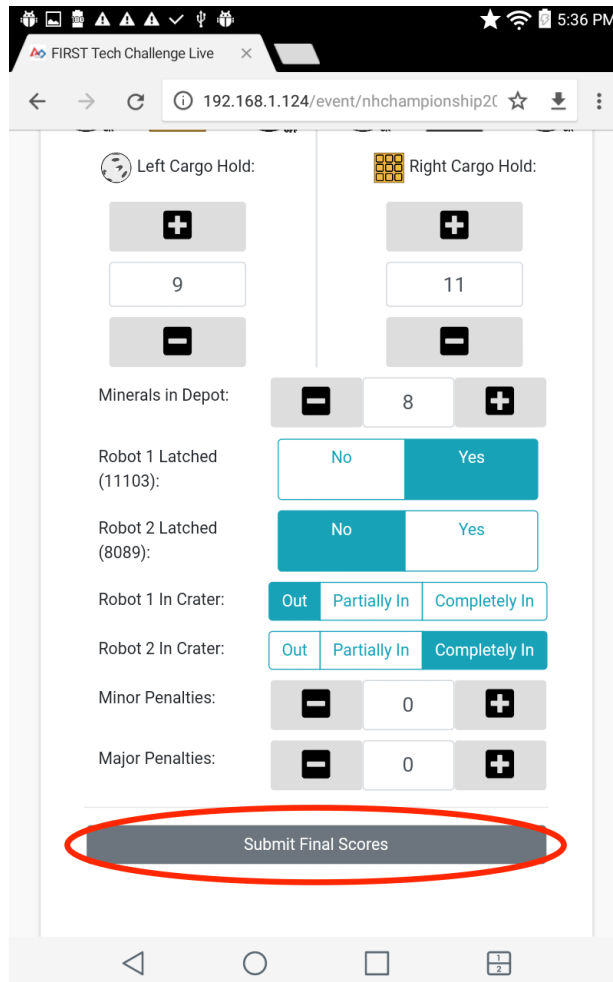 5:36 PM
FIRST Tech Challenge Live
192.168.1.124/event/nhchampionship20
Left Cargo Hold: Right Cargo Hold:
9 11
Minerals in Depot: 8
Robot 1 Latched No Yes
(11103):
Robot 2 Latched No Yes
(8089):
Robot 1 In Crater: Out Partially In Completely In
Robot 2 In Crater: Out Partially In Completely In
Minor Penalties: 0
Major Penalties: 0
Submit Final Scores
1
2